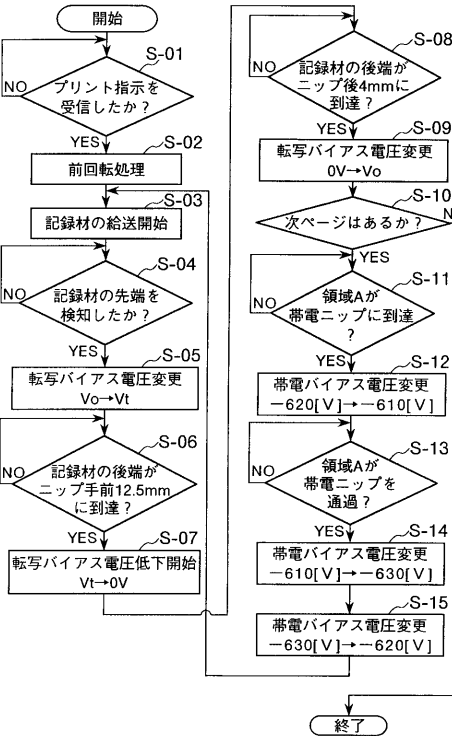 開始
S-01
プリント指示を
受信したか？
NO
YES
S-02
前回転処理
S-03
記録材の給送開始
S-04
記録材の先端を
検知したか？
NO
YES
S-05
転写バイアス電圧変更
Vo→Vt
S-06
記録材の後端が
ニップ手前12.5mm
に到達？
NO
YES
S-07
転写バイアス電圧低下開始
Vt→0V
S-08
記録材の後端が
ニップ後4mmに
到達？
NO
YES
S-09
転写バイアス電圧変更
0V→Vo
S-10
次ページはあるか？
N
YES
S-11
領域Aが
帯電ニップに到達
？
NO
YES
S-12
帯電バイアス電圧変更
−620[V]→−610[V]
S-13
領域Aが
帯電ニップを
通過？
NO
YES
S-14
帯電バイアス電圧変更
−610[V]→−630[V]
S-15
帯電バイアス電圧変更
−630[V]→−620[V]
終了